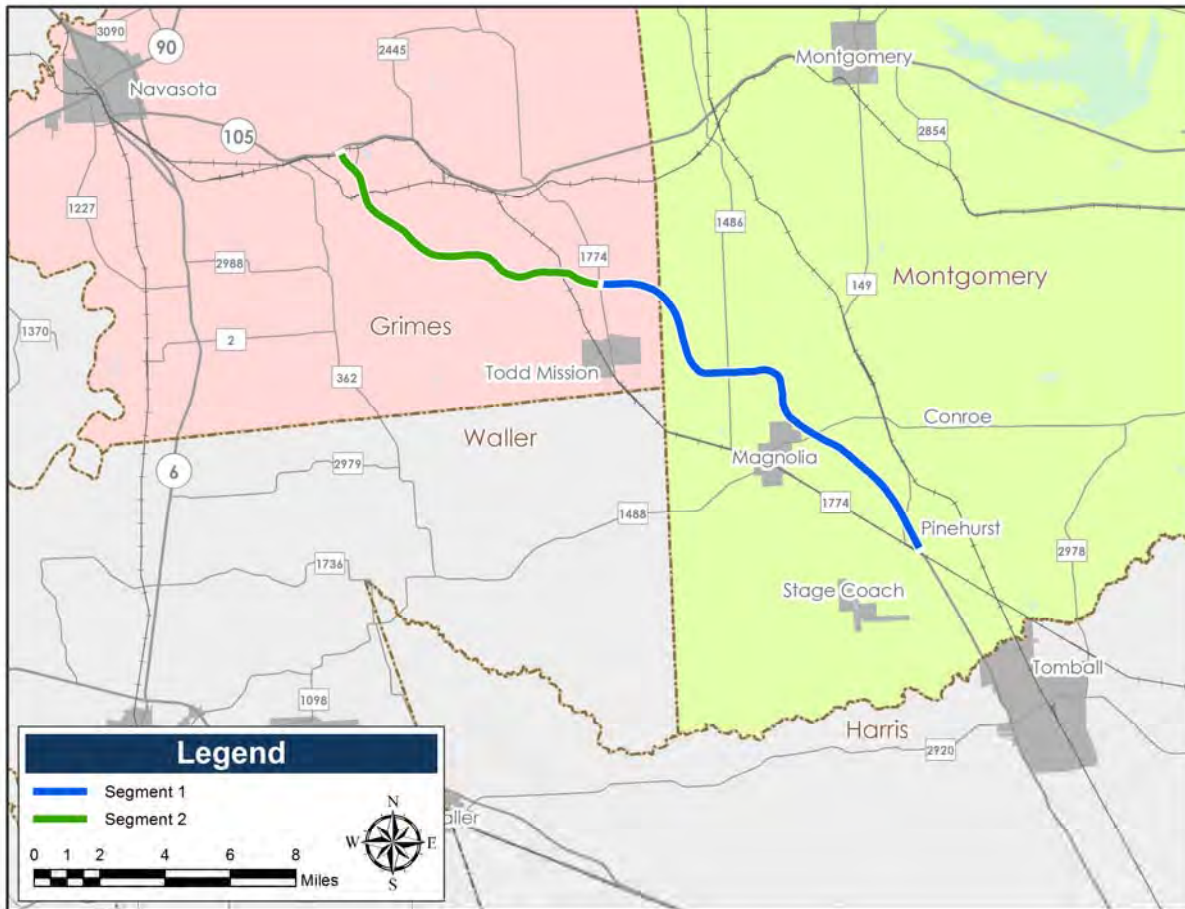 3090
90
2445
Montgomery
Navasota
105
2854
1227
1486
2988
1774
149
Montgomery
1370
2
Grimes
362
Todd Mission
Conroe
Waller
Magnolia
6
2979
1774
1488
Pinehurst
1736
2978
Stage Coach
1098
Tomball
Harris
2920
Legend
Segment 1
Segment 2
aller
N
W E
S
0 1 2 4 6 8
Miles